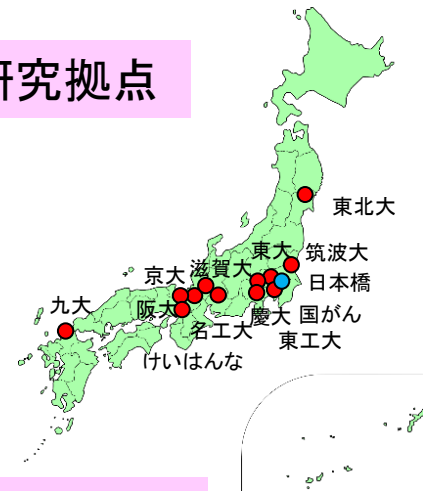 研究拠点
東北大
東大
筑波大
京大
滋賀大
日本橋
九大
阪大
慶大
国がん
名工大
東工大
けいはんな